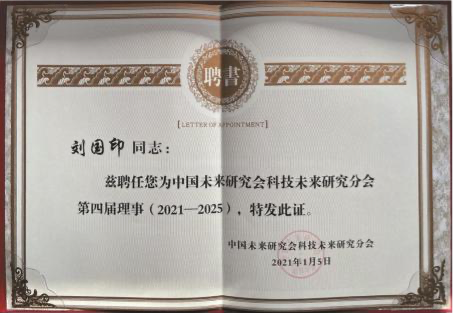 聘書
[LETTER OF APPOINTMENT]
刘国印 同志：
兹聘任您为中国未来研究会科技未来研究分会
第四届理事（2021—2025），特发此证。
中国未来研究会科技未来研究分会
2021年1月5日